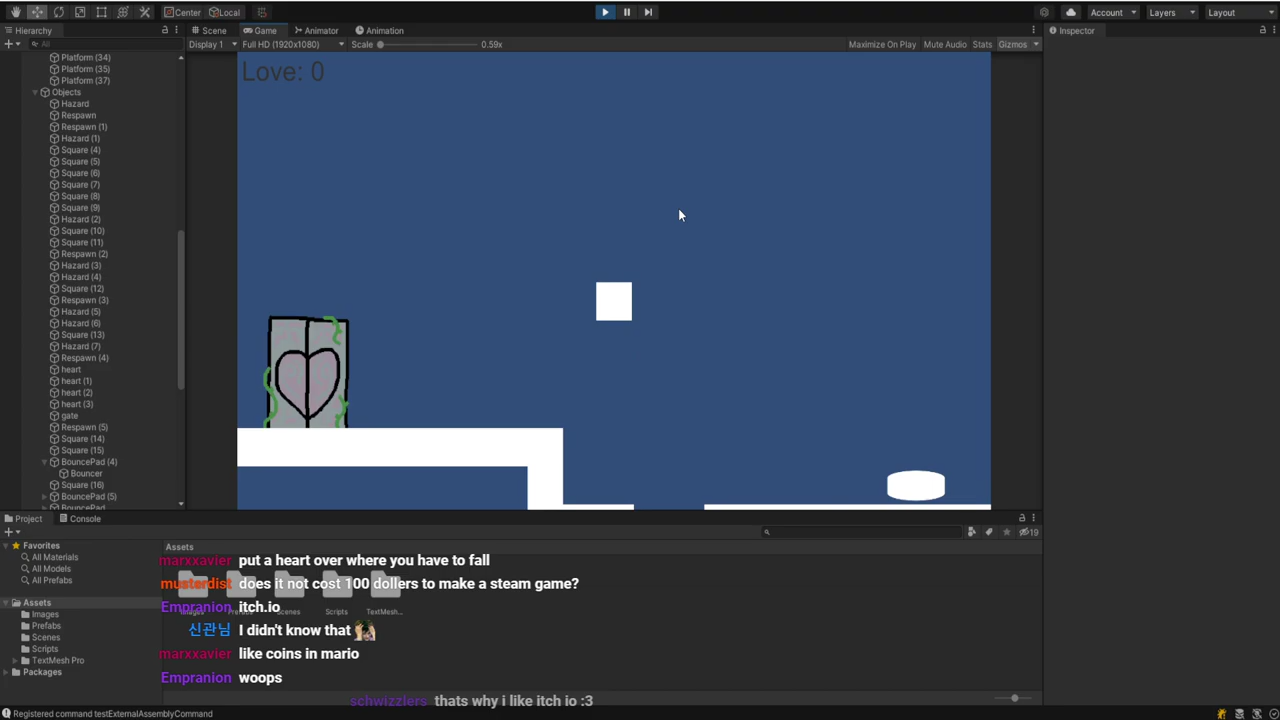 Center
Local
Account
Layers
Layout
Hierarchy
Scene
Game
Animator
Animation
Inspector
All
Display 1
Full HD (1920x1080)
Scale
0.59x
Maximize On Play
Mute Audio
Stats
Gizmos
Platform (34)
Platform (35)
Platform (37)
Objects
Hazard
Respawn
Respawn (1)
Hazard (1)
Square (4)
Square (5)
Square (6)
Square (7)
Square (8)
Square (9)
Hazard (2)
Square (10)
Square (11)
Respawn (2)
Hazard (3)
Hazard (4)
Square (12)
Respawn (3)
Hazard (5)
Hazard (6)
Square (13)
Hazard (7)
Respawn (4)
heart
heart (1)
heart (2)
heart (3)
gate
Respawn (5)
Square (14)
Square (15)
BouncePad (4)
Bouncer
Square (16)
BouncePad (5)
BouncePad
Love: 0
Project
Console
19
Favorites
All Materials
All Models
All Prefabs
Assets
Images
Prefabs
Scenes
Scripts
TextMesh Pro
Packages
Assets
Scripts
TextMesh...
marxxavier put a heart over where you have to fall
musterdist does it not cost 100 dollers to make a steam game?
Empranion itch.io
신관님 I didn't know that
marxxavier like coins in mario
Empranion woops
schwizzlers thats why i like itch io :3
Registered command testExternalAssemblyCommand